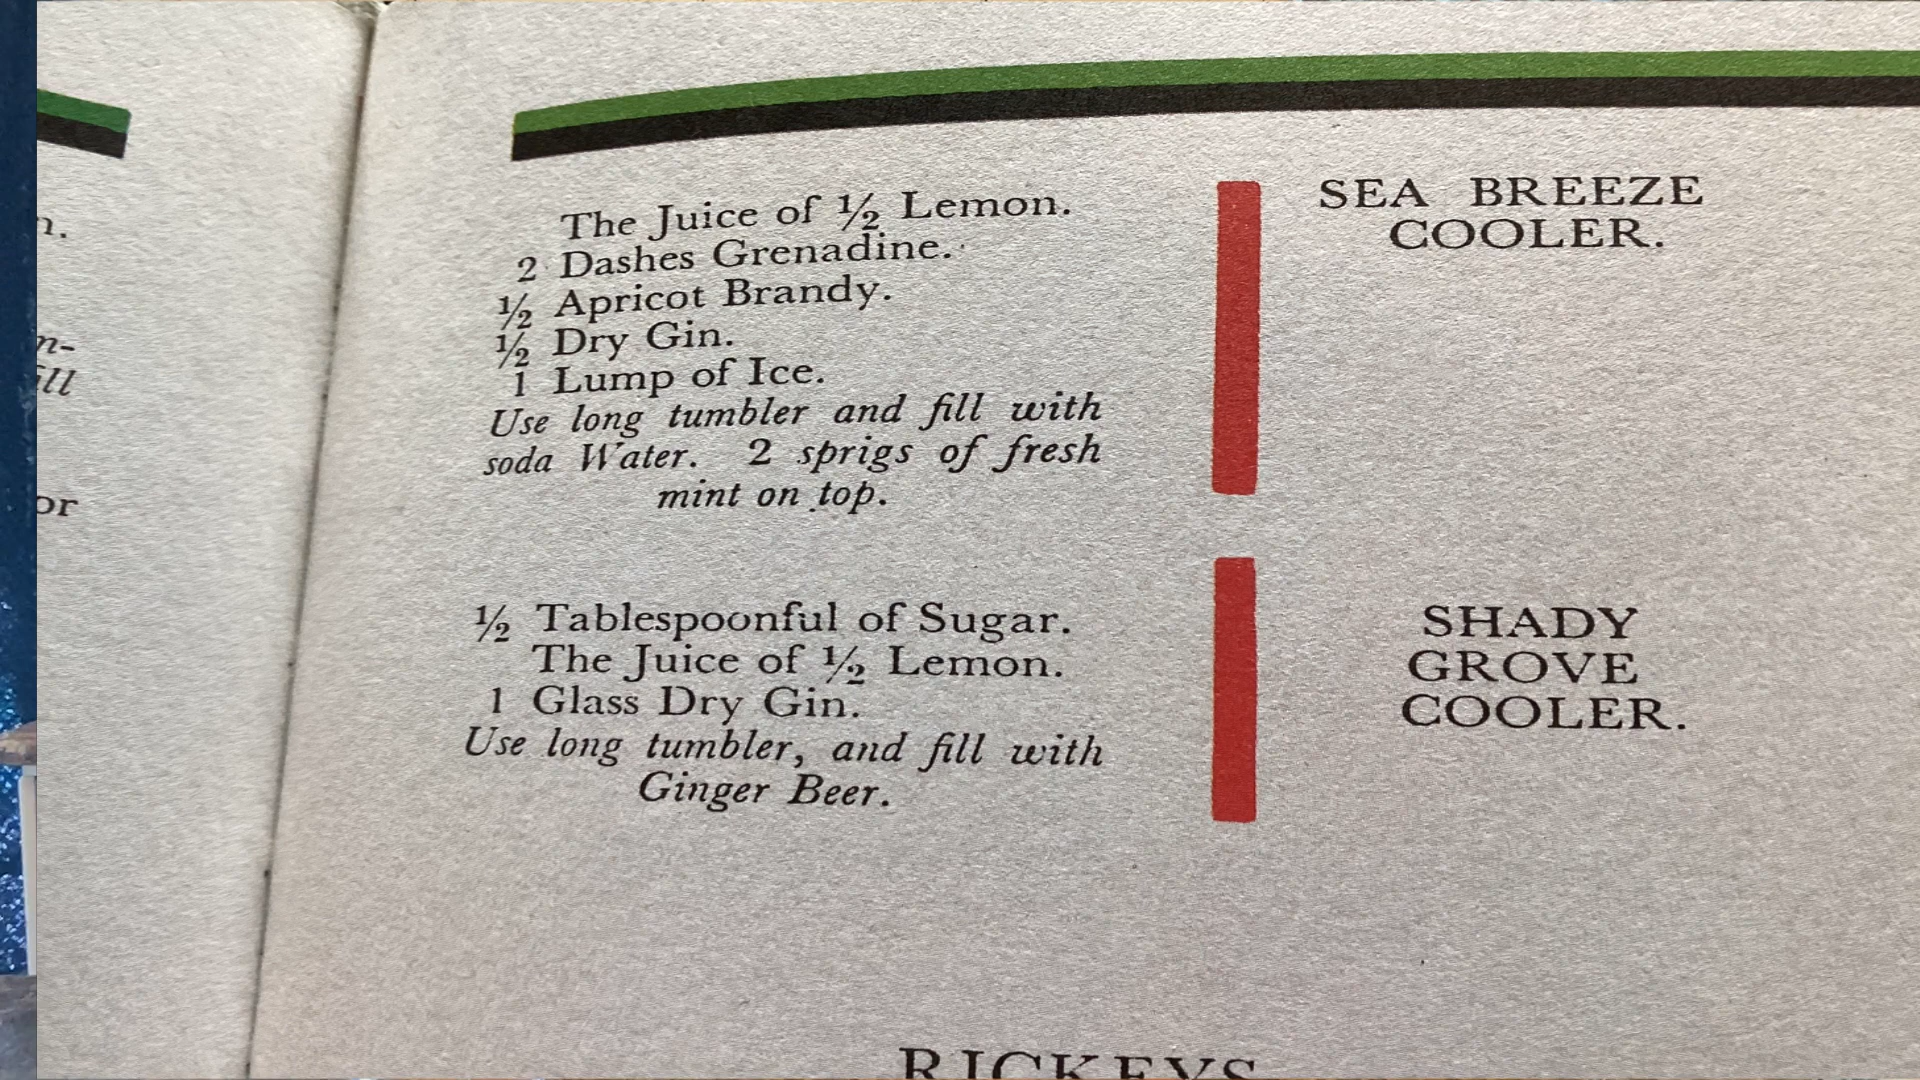 n.
n-
ill
or
The Juice of ½ Lemon.
2 Dashes Grenadine.
½ Apricot Brandy.
½ Dry Gin.
1 Lump of Ice.
Use long tumbler and fill with
soda Water. 2 sprigs of fresh
mint on top.
SEA BREEZE
COOLER.
½ Tablespoonful of Sugar.
The Juice of ½ Lemon.
1 Glass Dry Gin.
Use long tumbler, and fill with
Ginger Beer.
SHADY
GROVE
COOLER.
RICKEYS